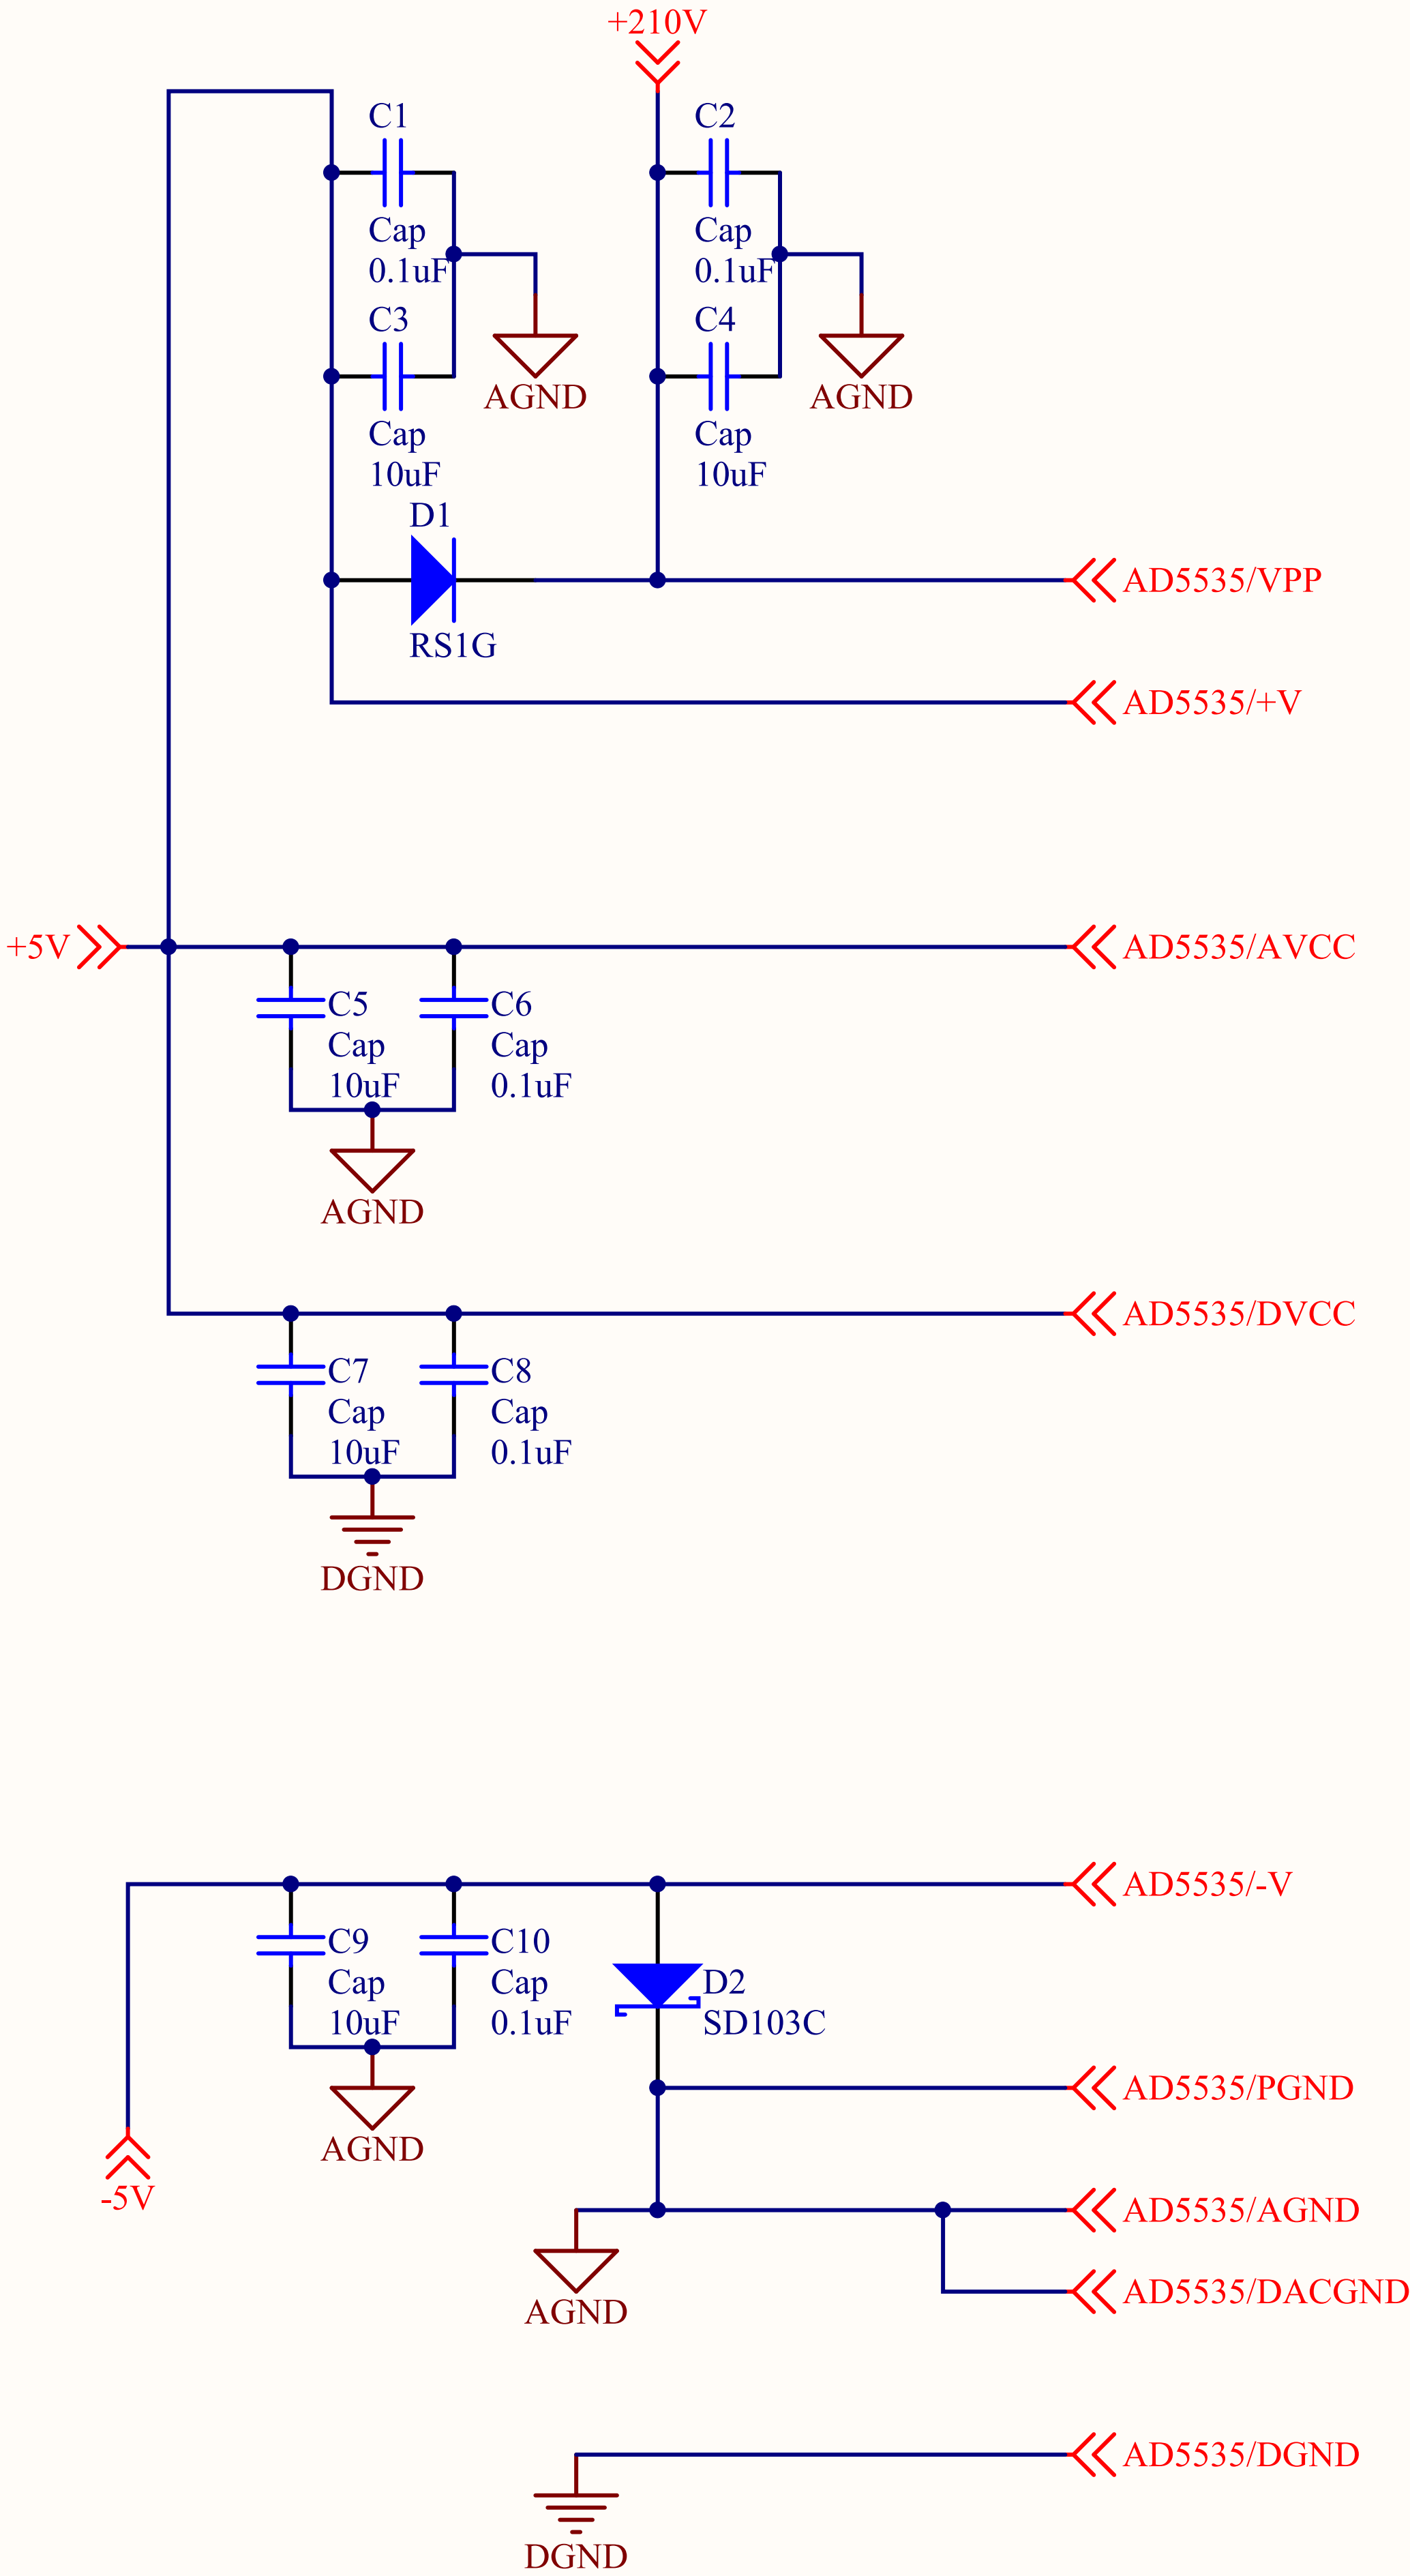 +210V
C1
Cap
0.1uF
C2
Cap
0.1uF
C3
Cap
10uF
AGND
C4
Cap
10uF
AGND
D1
RS1G
AD5535/VPP
AD5535/+V
+5V
AD5535/AVCC
C5
Cap
10uF
C6
Cap
0.1uF
AGND
AD5535/DVCC
C7
Cap
10uF
C8
Cap
0.1uF
DGND
AD5535/-V
C9
Cap
10uF
C10
Cap
0.1uF
D2
SD103C
AGND
-5V
AD5535/PGND
AD5535/AGND
AD5535/DACGND
AGND
AD5535/DGND
DGND